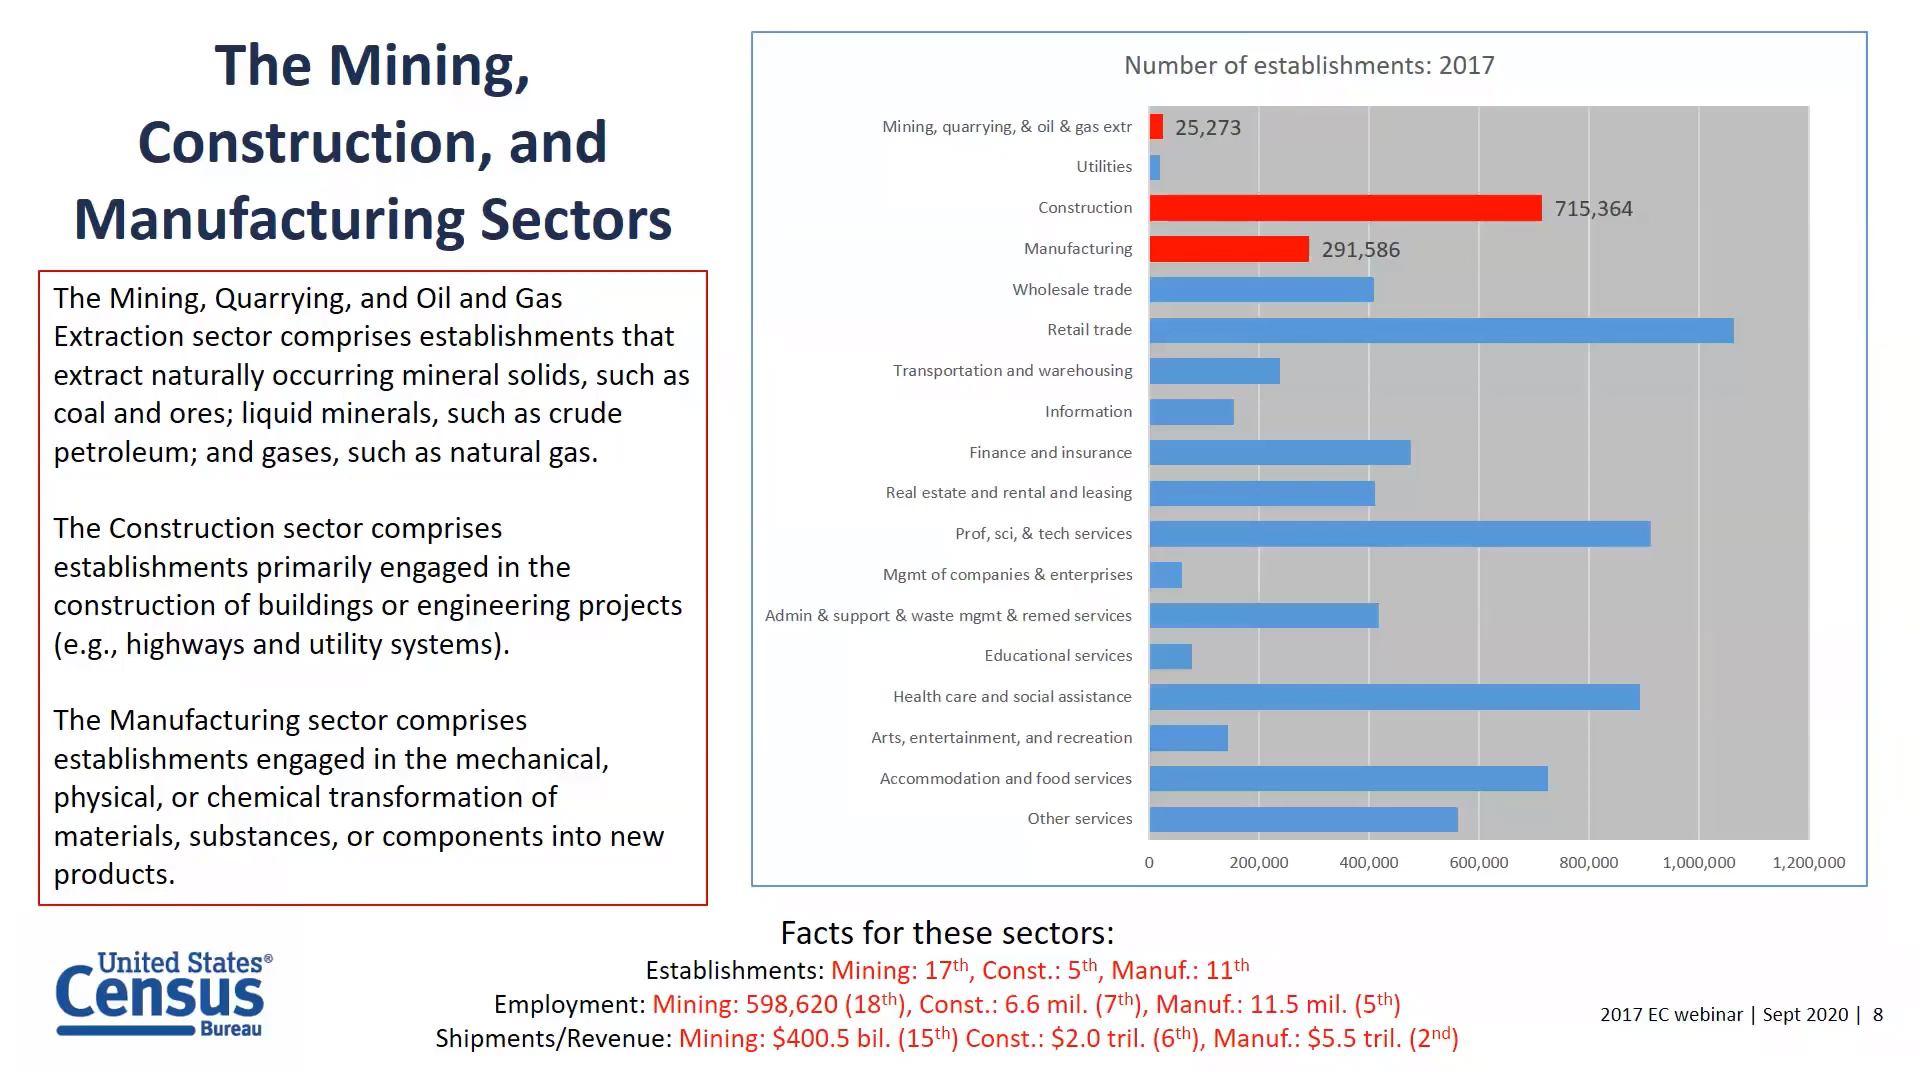 The Mining,
Construction, and
Manufacturing Sectors
The Mining, Quarrying, and Oil and Gas
Extraction sector comprises establishments that
extract naturally occurring mineral solids, such as
coal and ores; liquid minerals, such as crude
petroleum; and gases, such as natural gas.
The Construction sector comprises
establishments primarily engaged in the
construction of buildings or engineering projects
(e.g., highways and utility systems).
The Manufacturing sector comprises
establishments engaged in the mechanical,
physical, or chemical transformation of
materials, substances, or components into new
products.
Number of establishments: 2017
Mining, quarrying, & oil & gas extr 25,273
Utilities
Construction 715,364
Manufacturing 291,586
Wholesale trade
Retail trade
Transportation and warehousing
Information
Finance and insurance
Real estate and rental and leasing
Prof, sci, & tech services
Mgmt of companies & enterprises
Admin & support & waste mgmt & remed services
Educational services
Health care and social assistance
Arts, entertainment, and recreation
Accommodation and food services
Other services
0 200,000 400,000 600,000 800,000 1,000,000 1,200,000
Facts for these sectors:
Establishments: Mining: 17th, Const.: 5th, Manuf.: 11th
Employment: Mining: 598,620 (18th), Const.: 6.6 mil. (7th), Manuf.: 11.5 mil. (5th)
Shipments/Revenue: Mining: $400.5 bil. (15th) Const.: $2.0 tril. (6th), Manuf.: $5.5 tril. (2nd)
United States®
Census
Bureau
2017 EC webinar | Sept 2020 | 8